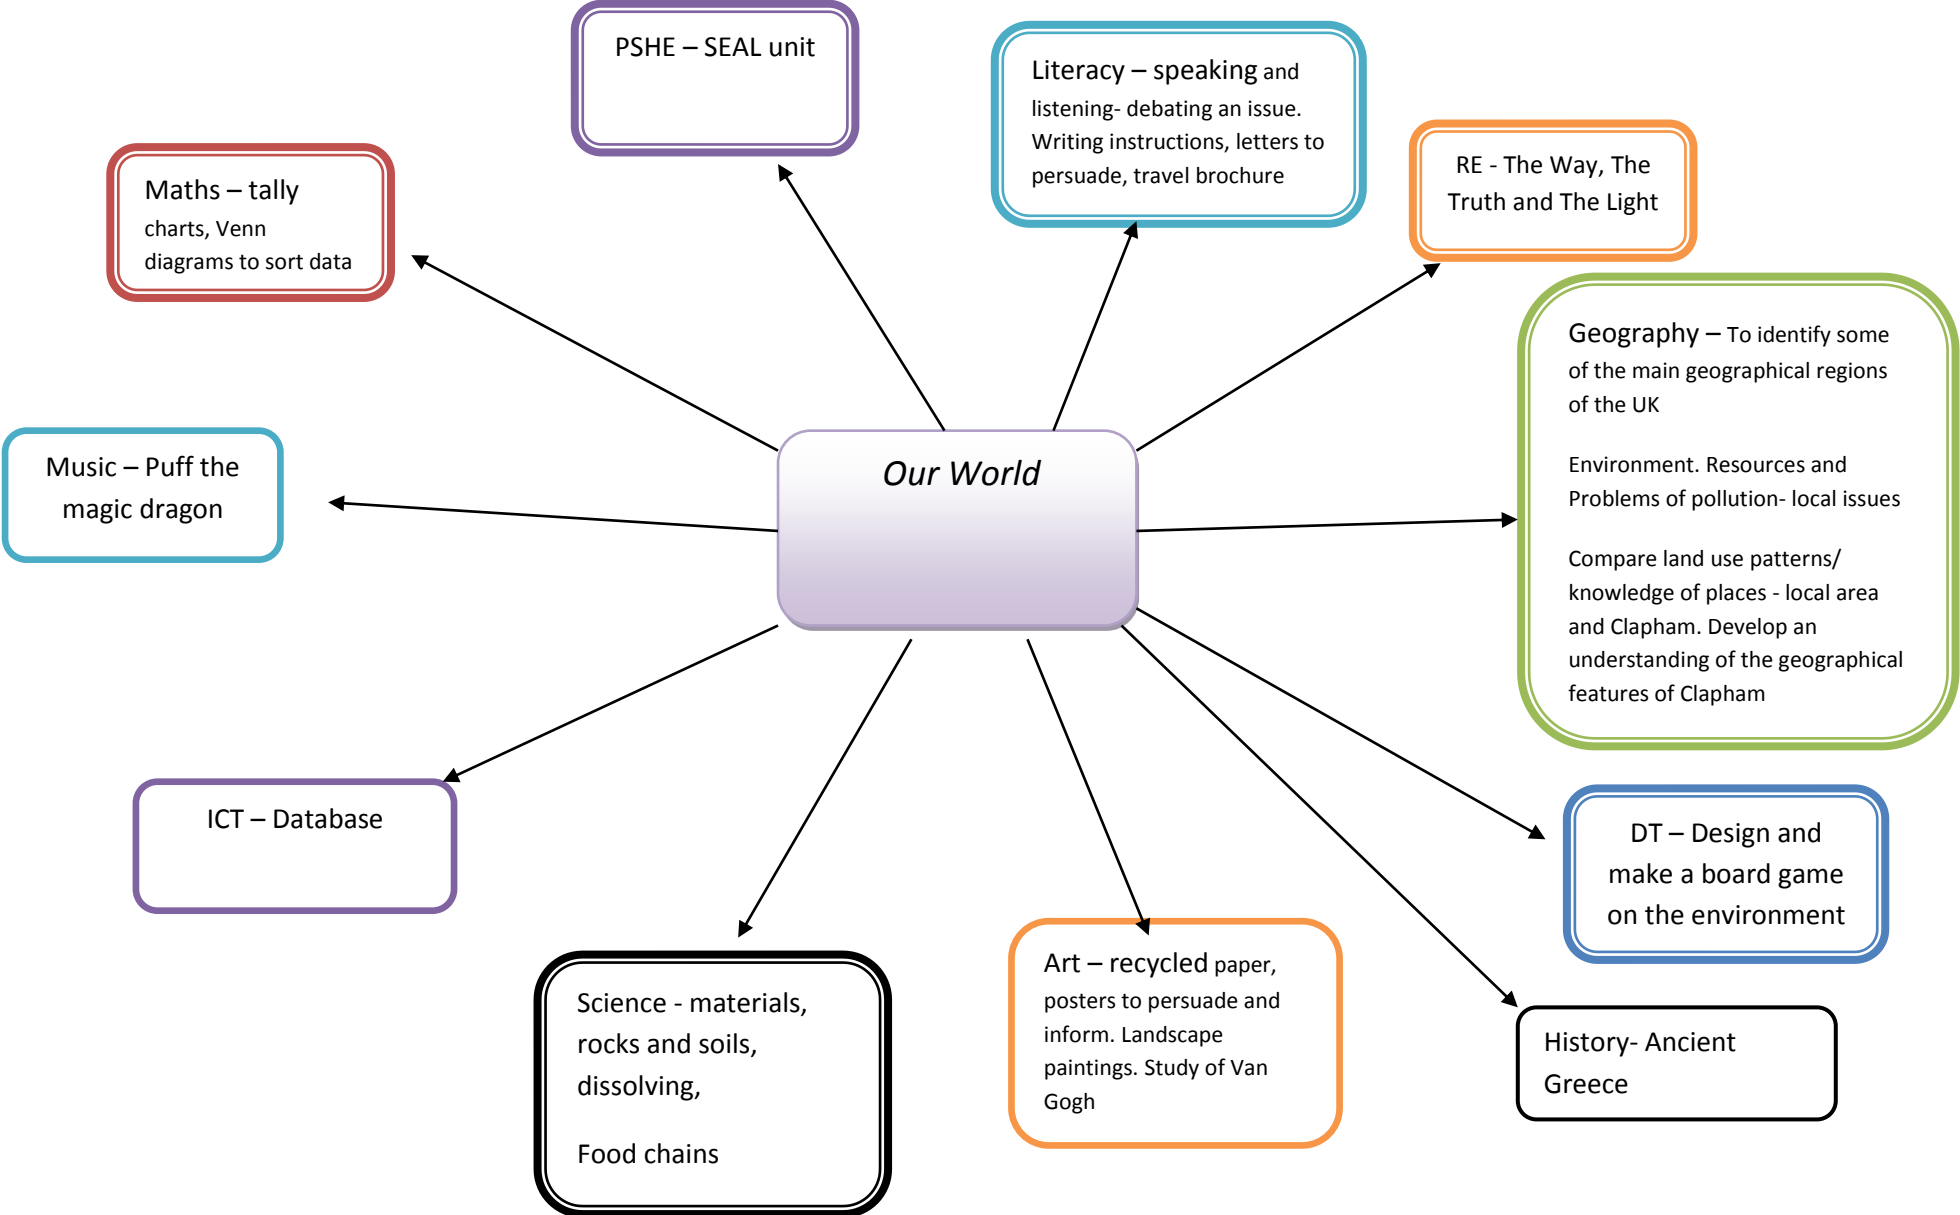 PSHE – SEAL unit
Literacy – speaking and
listening- debating an issue.
Writing instructions, letters to
persuade, travel brochure
RE - The Way, The
Truth and The Light
Maths – tally
charts, Venn
diagrams to sort data
Geography – To identify some
of the main geographical regions
of the UK
Environment. Resources and
Problems of pollution- local issues
Compare land use patterns/
knowledge of places - local area
and Clapham. Develop an
understanding of the geographical
features of Clapham
Music – Puff the
magic dragon
Our World
ICT – Database
DT – Design and
make a board game
on the environment
Science - materials,
rocks and soils,
dissolving,
Food chains
Art – recycled paper,
posters to persuade and
inform. Landscape
paintings. Study of Van
Gogh
History- Ancient
Greece